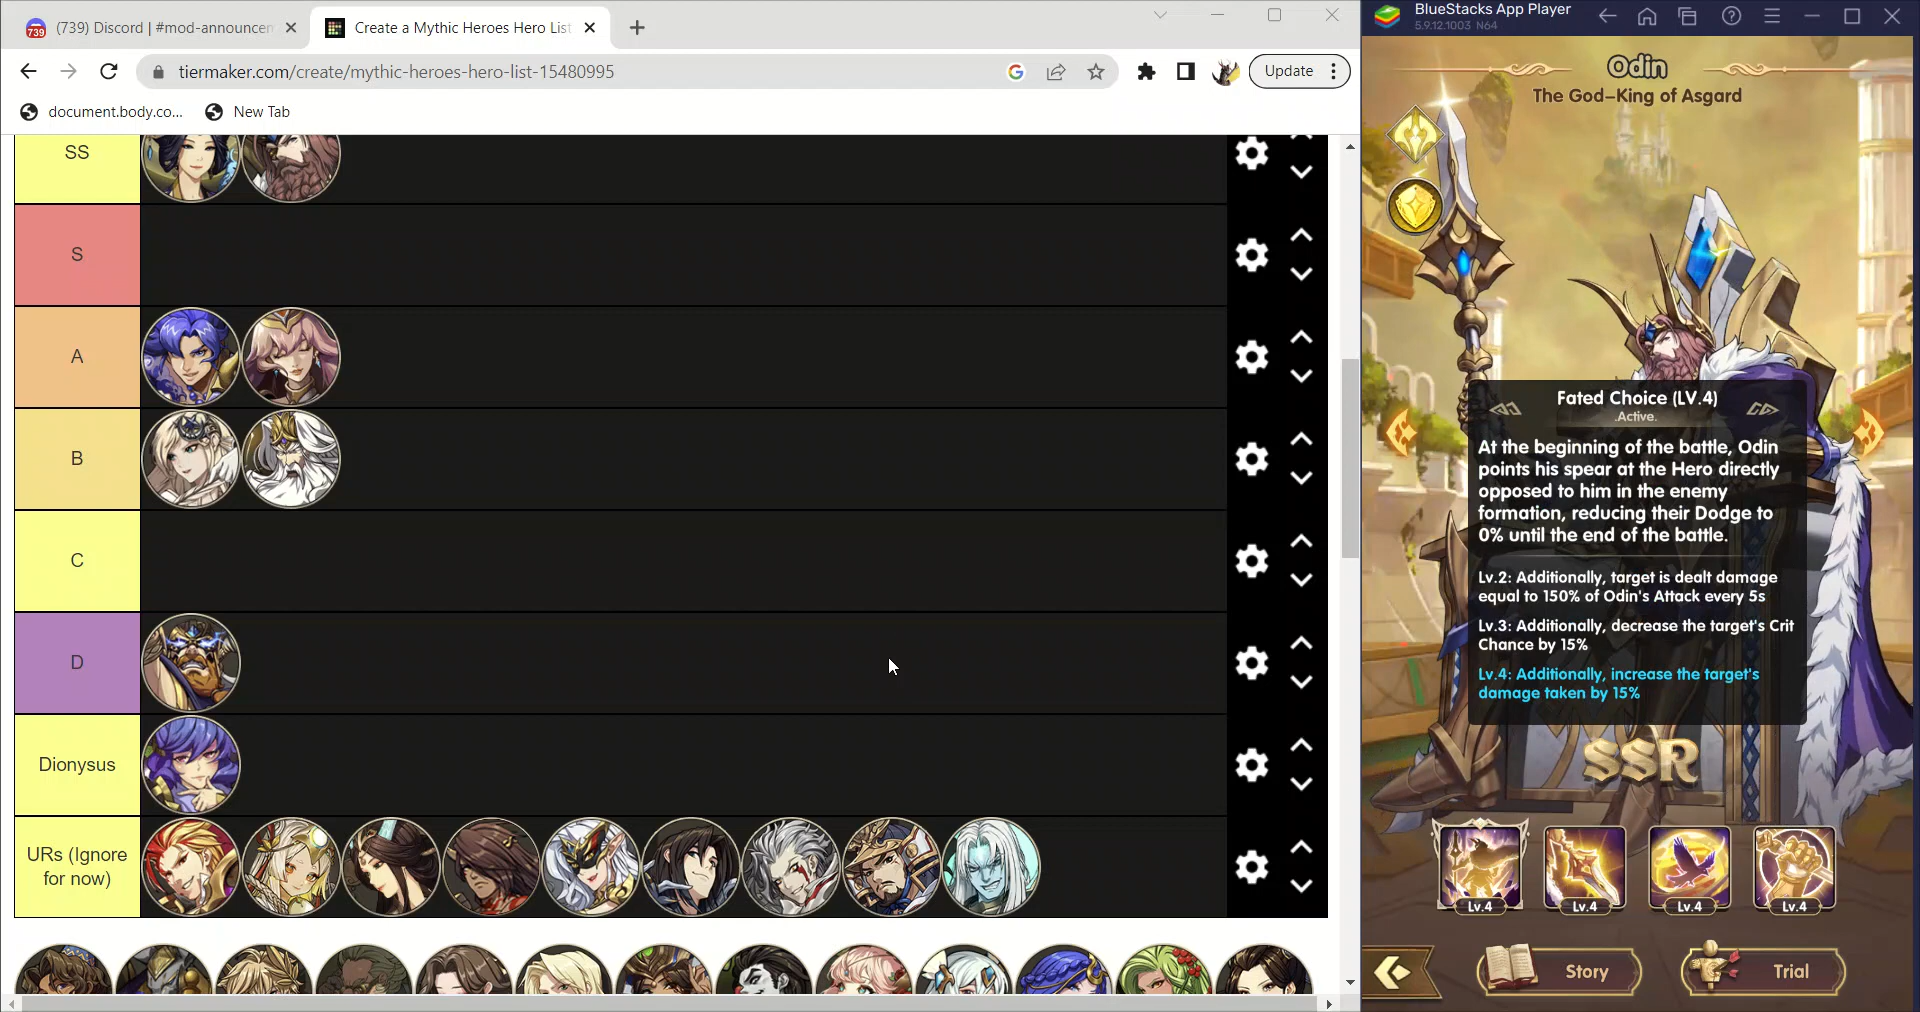 739
(739) Discord | #mod-announcen
Create a Mythic Heroes Hero List
tiermaker.com/create/mythic-heroes-hero-list-15480995
Update
document.body.co...
New Tab
SS
S
A
B
C
D
Dionysus
URs (Ignore
for now)
BlueStacks App Player
5.9.12.1003 N64
Odin
The God-King of Asgard
Fated Choice (LV.4)
.Active.
At the beginning of the battle, Odin
points his spear at the Hero directly
opposed to him in the enemy
formation, reducing their Dodge to
0% until the end of the battle.
Lv.2: Additionally, target is dealt damage
equal to 150% of Odin's Attack every 5s
Lv.3: Additionally, decrease the target's Crit
Chance by 15%
Lv.4: Additionally, increase the target's
damage taken by 15%
SSR
Lv.4
Lv.4
Lv.4
Lv.4
Story
Trial